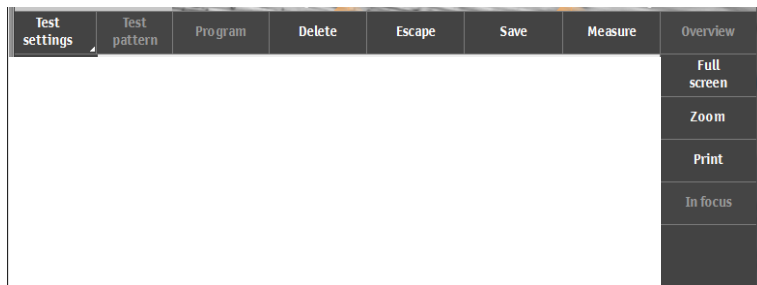 Test settings
Test pattern
Program
Delete
Escape
Save
Measure
Overview
Full screen
Zoom
Print
In focus